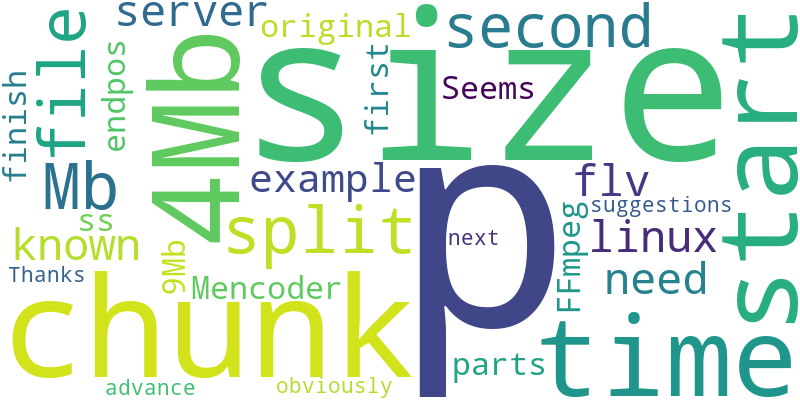 server
original
second
size
start
file
endpos
4Mb
first
Seems
finish
Mb
example
p
flv
suggestions
ss
split
known
9Mb
next
FFmpeg
linux
Thanks
Mencoder
need
chunk
time
parts
advance
obviously